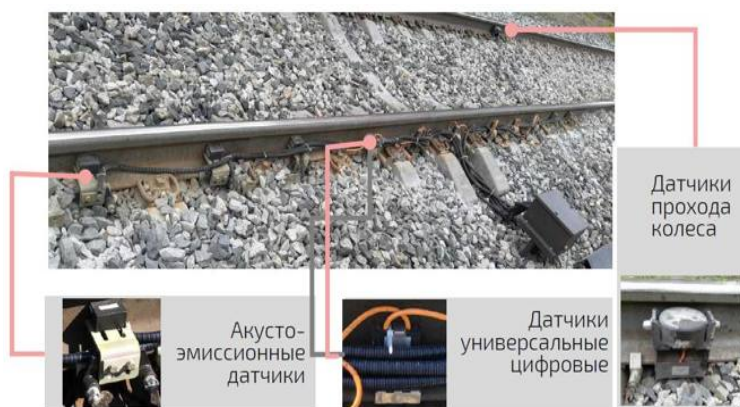 Датчики
прохода
колеса
Акусто-
эмиссионные
датчики
Датчики
универсальные
цифровые